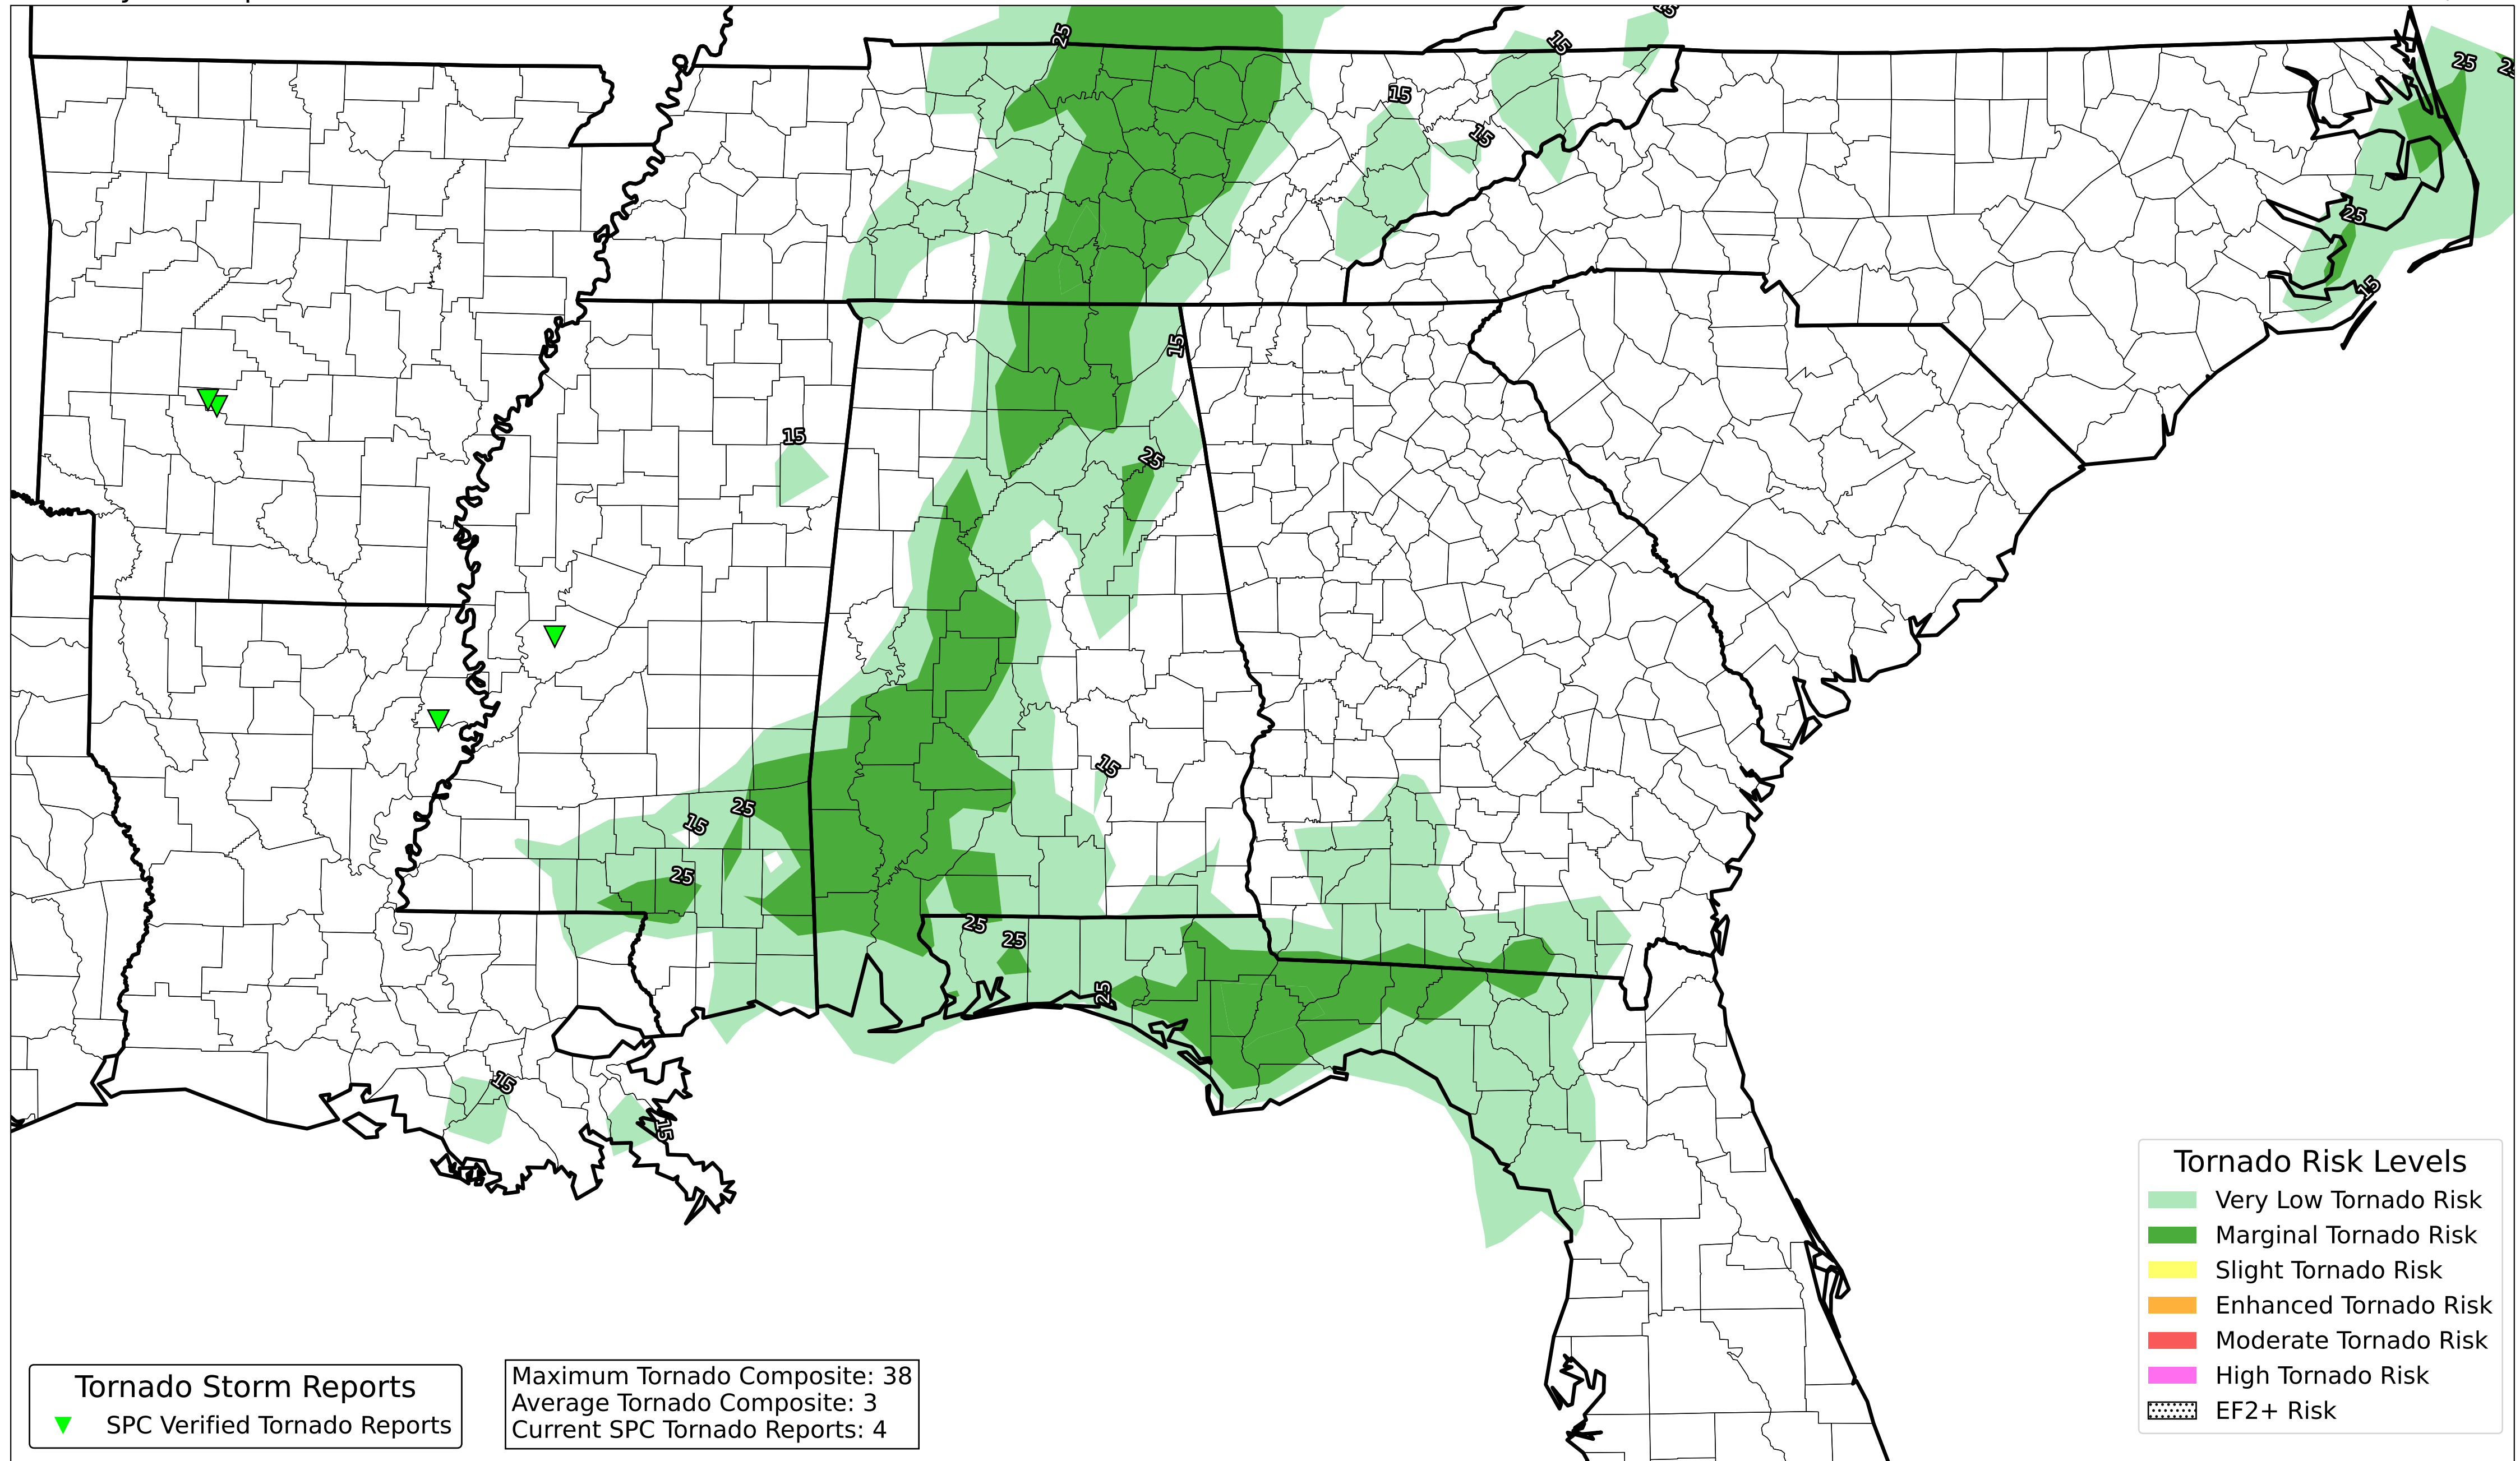 25
15
15
25
25
15
15
25
15
15
15
25
15
25
15
25
25
25
25
15
15
Tornado Risk Levels
Very Low Tornado Risk
Marginal Tornado Risk
Slight Tornado Risk
Enhanced Tornado Risk
Moderate Tornado Risk
High Tornado Risk
EF2+ Risk
Tornado Storm Reports
SPC Verified Tornado Reports
Maximum Tornado Composite: 38
Average Tornado Composite: 3
Current SPC Tornado Reports: 4